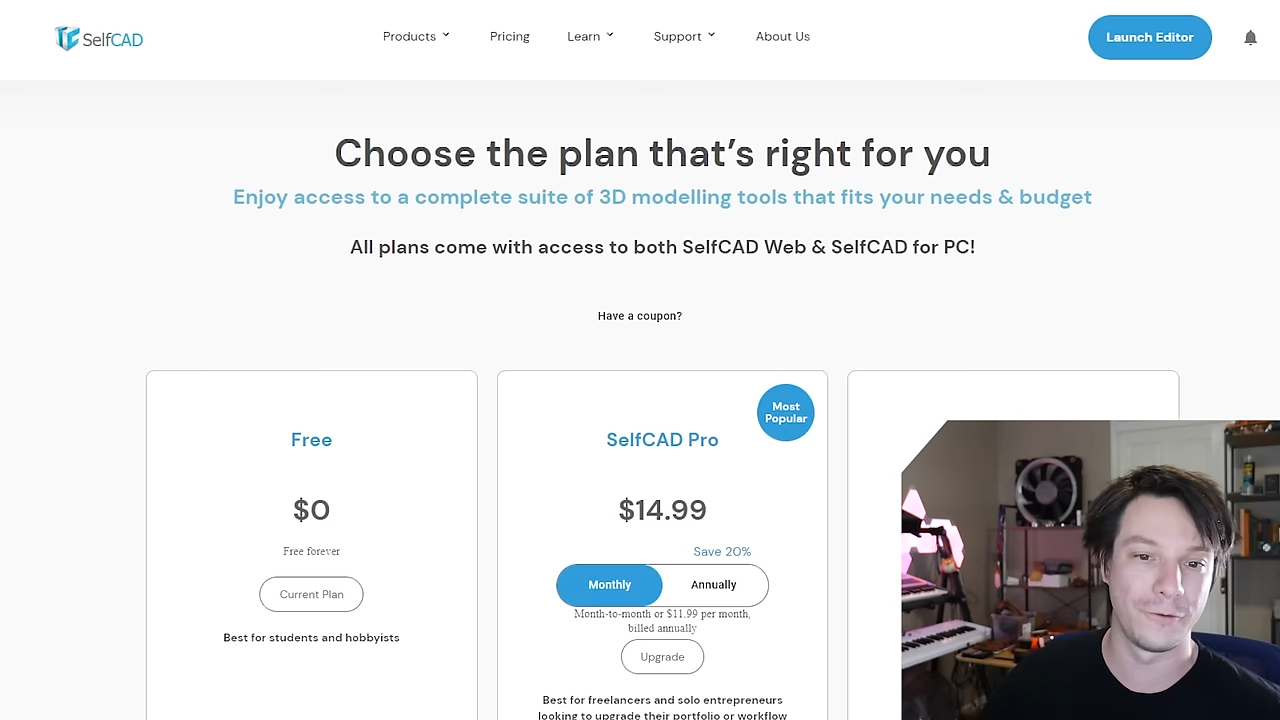 SelfCAD
Products
Pricing
Learn
Support
About Us
Launch Editor
Choose the plan that's right for you
Enjoy access to a complete suite of 3D modelling tools that fits your needs & budget
All plans come with access to both SelfCAD Web & SelfCAD for PC!
Have a coupon?
Free
$0
Free forever
Current Plan
Best for students and hobbyists
Most
Popular
SelfCAD Pro
$14.99
Save 20%
Monthly
Annually
Month-to-month or $11.99 per month,
billed annually
Upgrade
Best for freelancers and solo entrepreneurs
looking to upgrade their portfolio or workflow